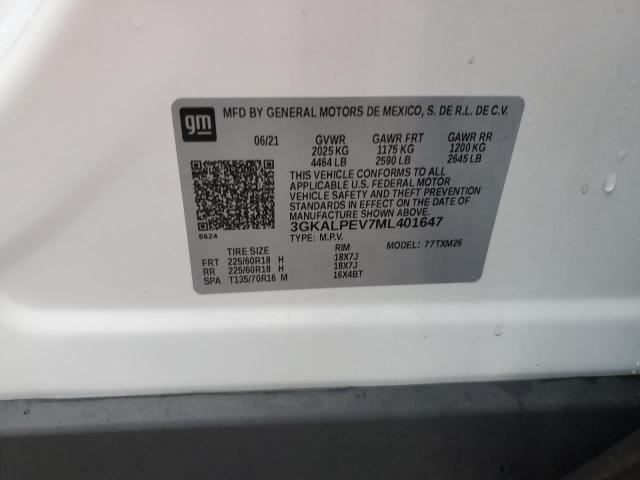 gm
MFD BY GENERAL MOTORS DE MEXICO, S. DE R.L. DE C.V.
06/21 GVWR GAWR FRT GAWR RR
2025 KG 1175 KG 1200 KG
4464 LB 2590 LB 2645 LB
THIS VEHICLE CONFORMS TO ALL
APPLICABLE U.S. FEDERAL MOTOR
VEHICLE SAFETY AND THEFT PREVENTION
STANDARDS IN EFFECT ON THE DATE OF
MANUFACTURE SHOWN ABOVE.
3GKALPEV7ML401647
8624
TYPE: M.P.V. MODEL: 77TXM26
TIRE SIZE RIM
FRT 225/60R18 H 18X7J
RR 225/60R18 H 18X7J
SPA T135/70R16 M 16X4BT